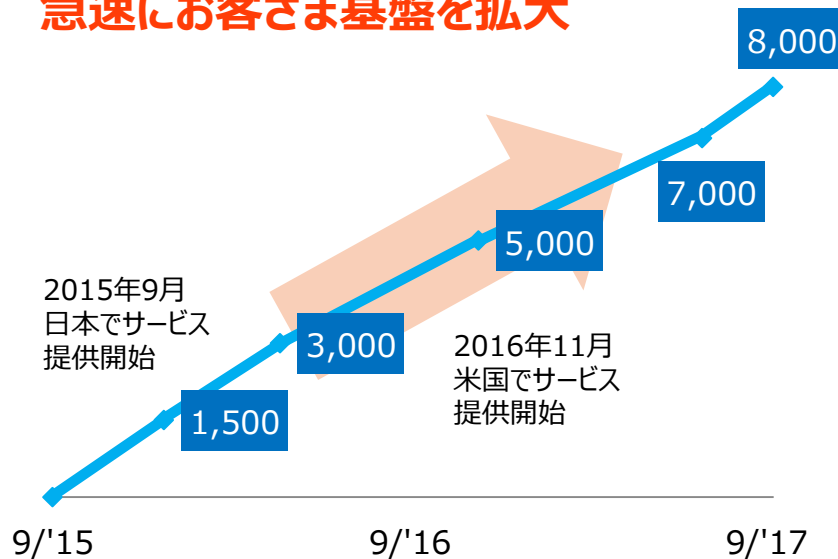 急速にお客さま基盤を拡大
8,000
7,000
5,000
2015年9月
日本でサービス
提供開始
3,000
2016年11月
米国でサービス
提供開始
1,500
9/'15
9/'16
9/'17